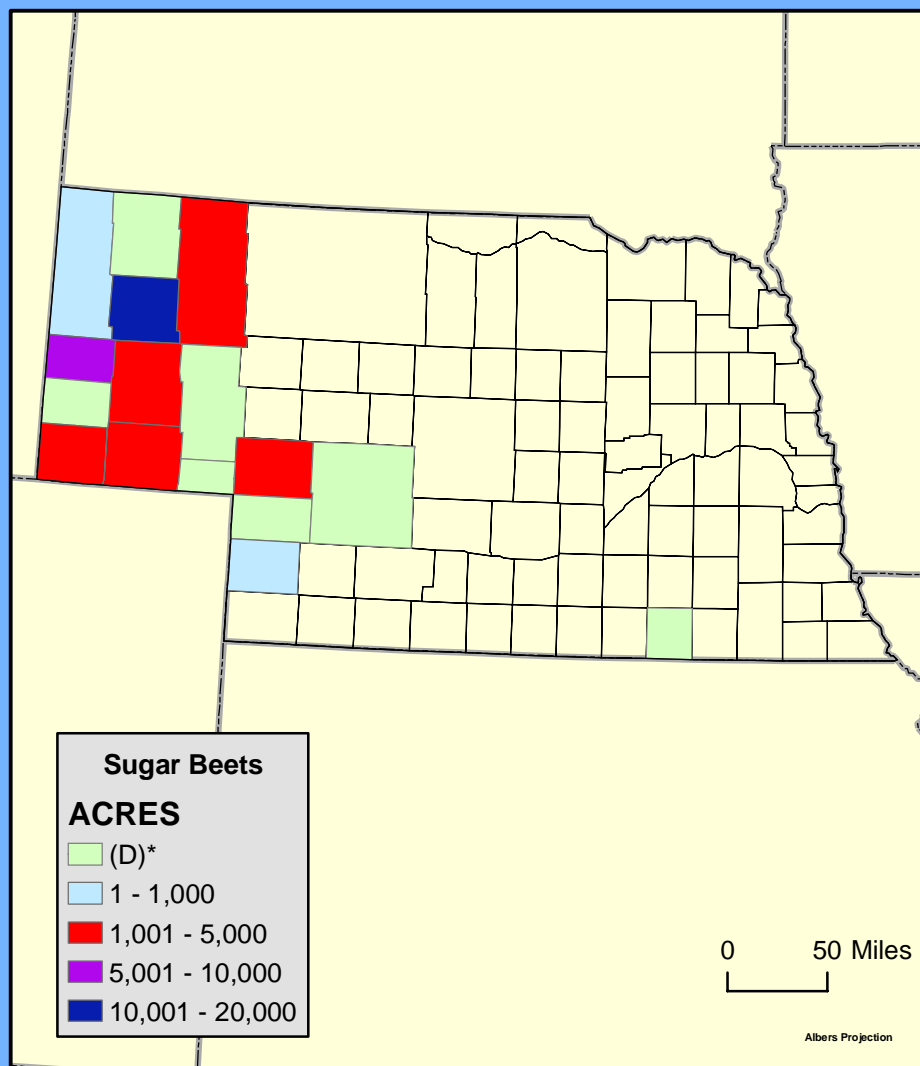 Sugar Beets
ACRES
(D)*
1 - 1,000
1,001 - 5,000
5,001 - 10,000
10,001 - 20,000
0 50 Miles
Albers Projection